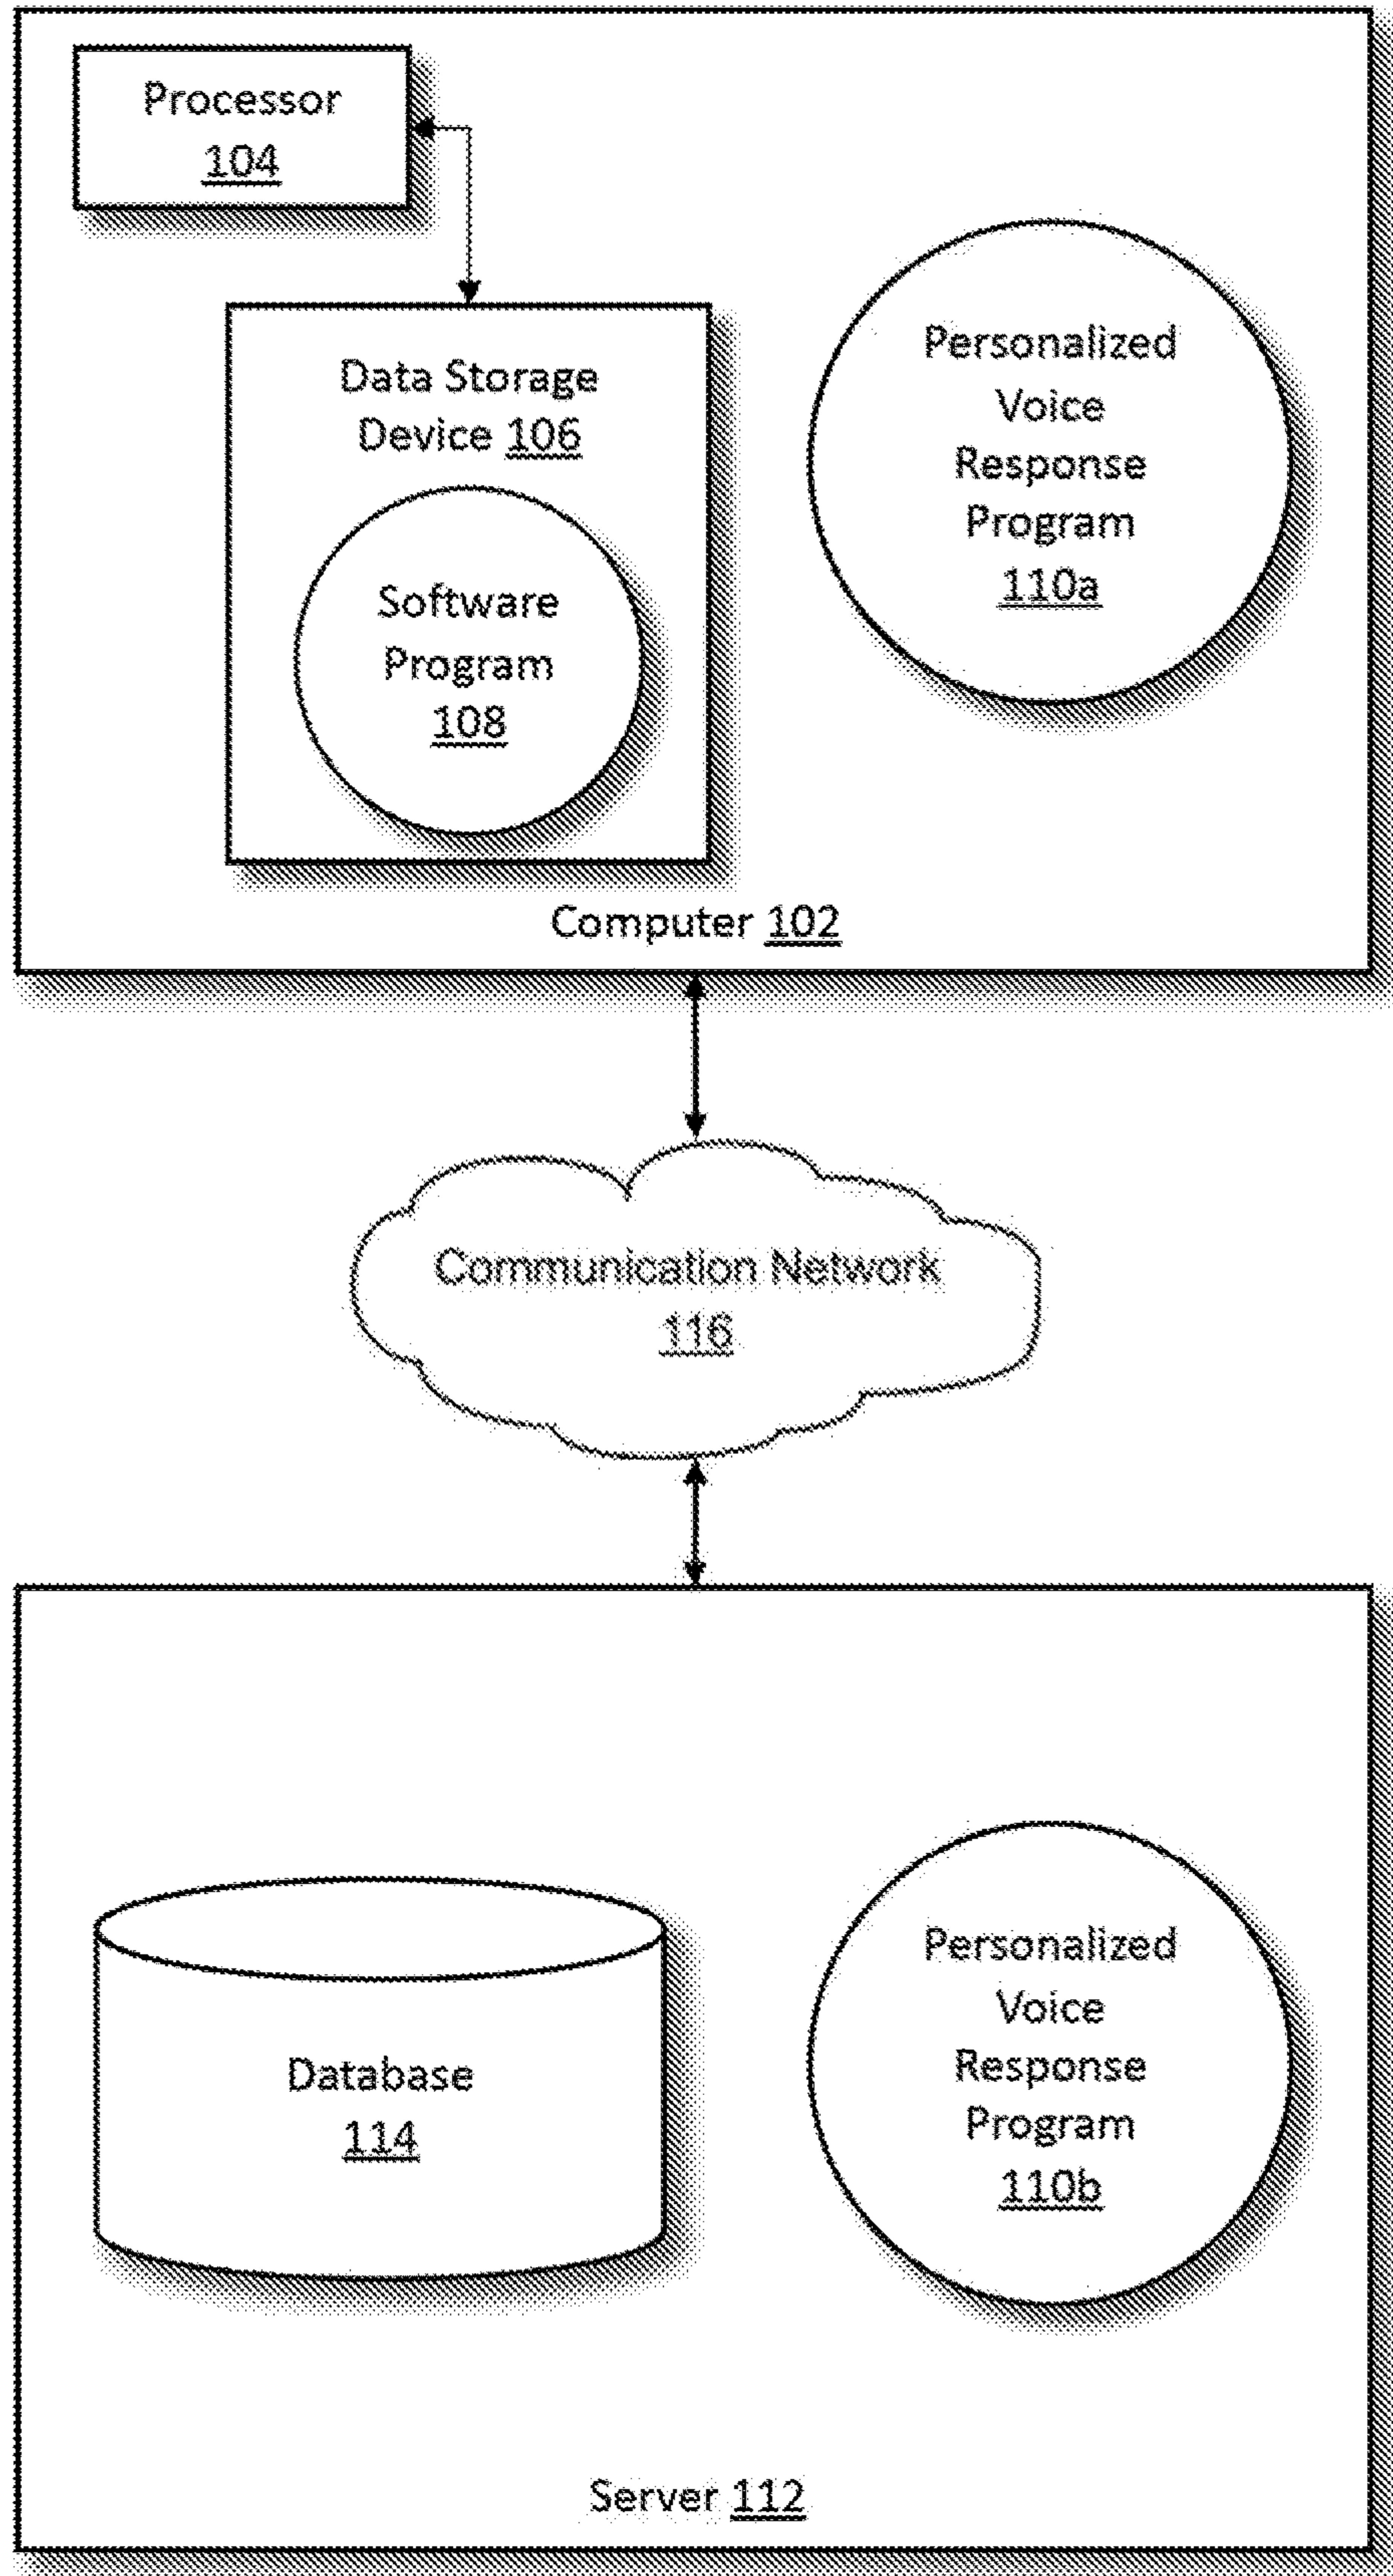 Processor
104
Data Storage
Device 106
Software
Program
108
Personalized
Voice
Response
Program
110a
Computer 102
Communication Network
116
Database
114
Personalized
Voice
Response
Program
110b
Server 112